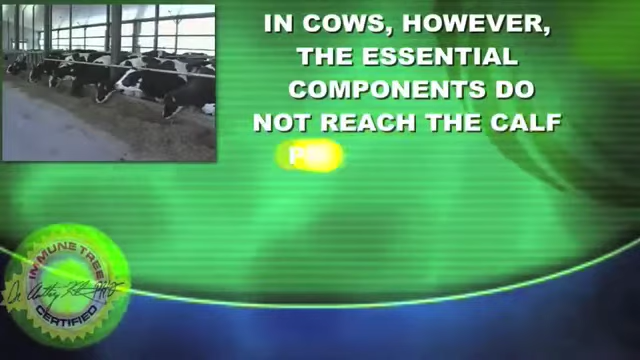 IN COWS, HOWEVER,
THE ESSENTIAL
COMPONENTS DO
NOT REACH THE CALF
IMMUNE TREE
CERTIFIED